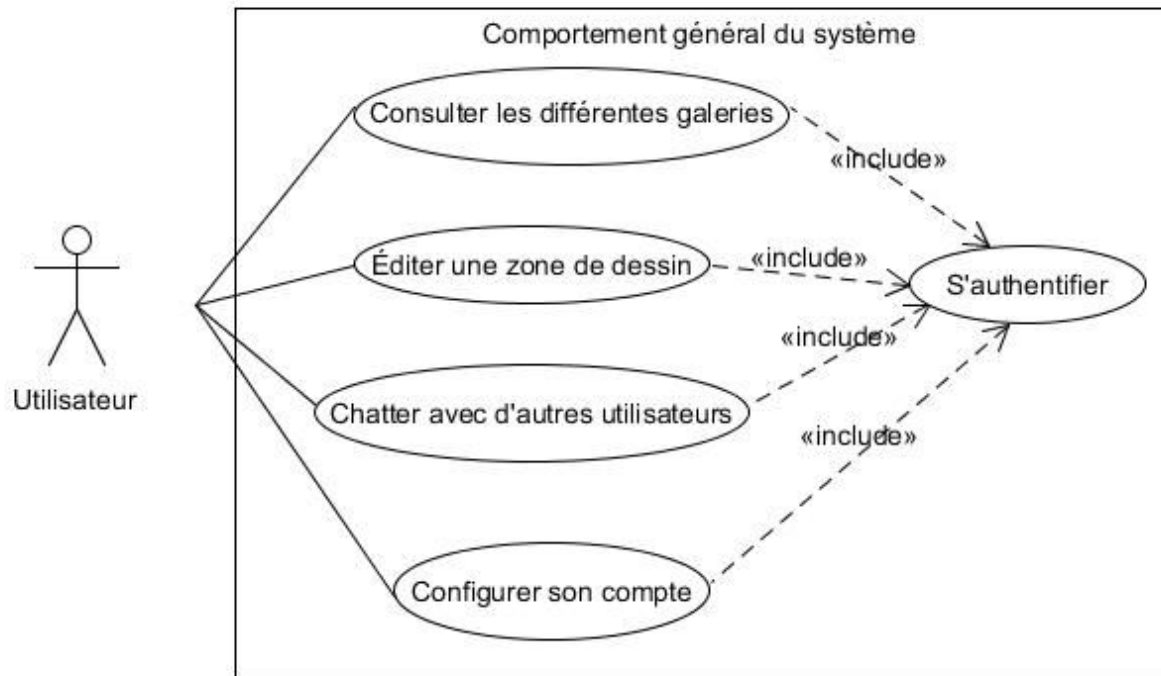 Comportement général du système
Consulter les différentes galeries
«include»
Éditer une zone de dessin
«include»
S'authentifier
«include»
Utilisateur
Chatter avec d'autres utilisateurs
«include»
Configurer son compte